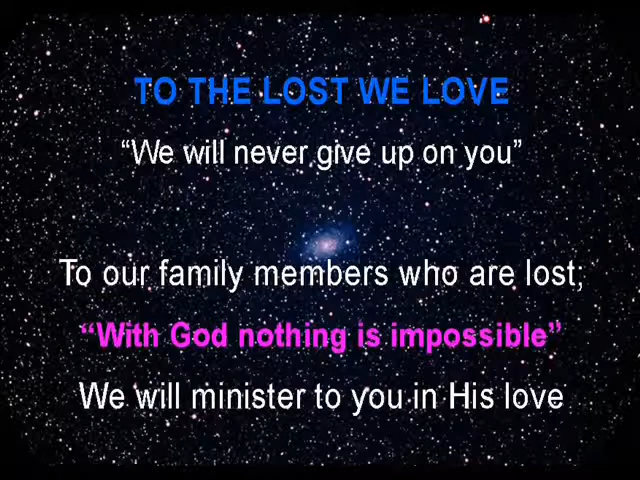 TO THE LOST WE LOVE
“We will never give up on you”
To our family members who are lost;
“With God nothing is impossible”
We will minister to you in His love